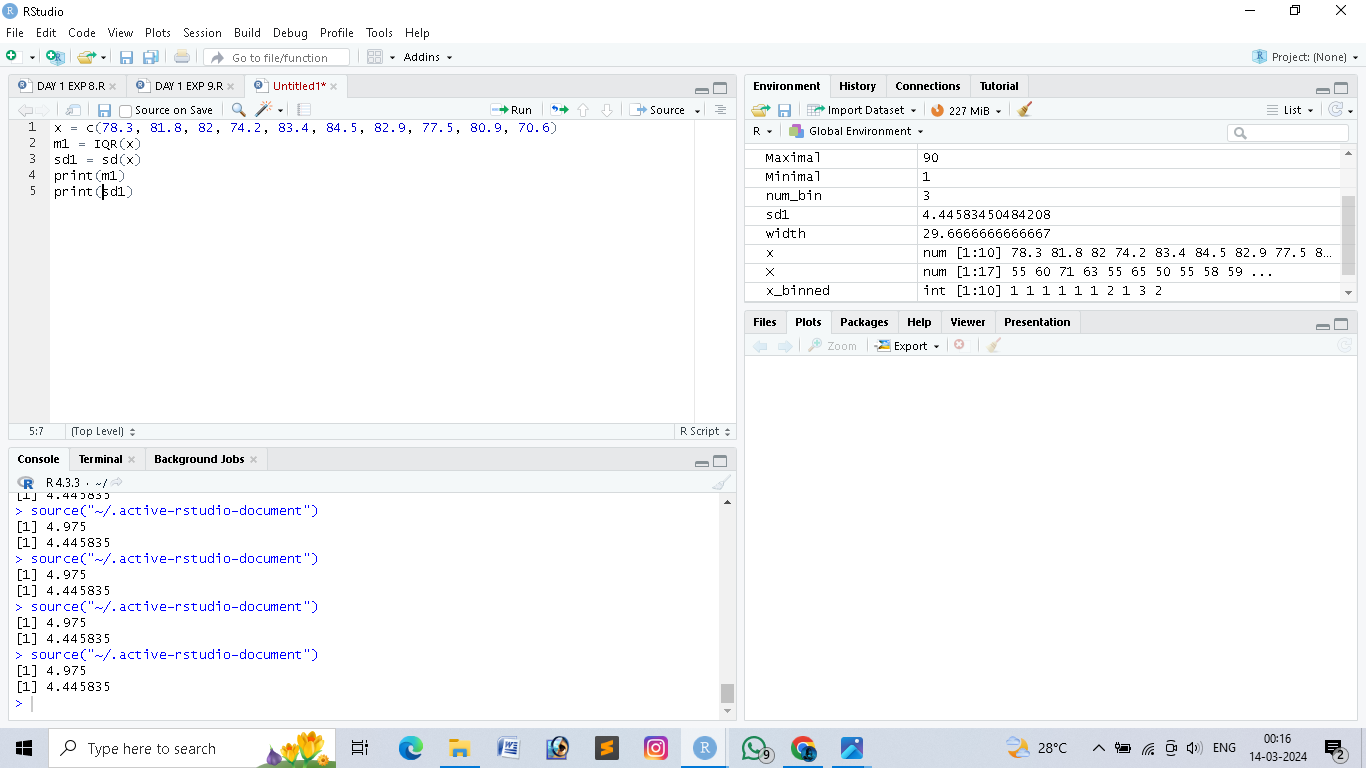 RStudio
File Edit Code View Plots Session Build Debug Profile Tools Help
Go to file/function Addins Project: (None)
DAY 1 EXP 8.R DAY 1 EXP 9.R Untitled1*
Source on Save Run Source
1 x = c(78.3, 81.8, 82, 74.2, 83.4, 84.5, 82.9, 77.5, 80.9, 70.6)
2 m1 = IQR(x)
3 sd1 = sd(x)
4 print(m1)
5 print(sd1)
5:7 (Top Level) R Script
Console Terminal Background Jobs
R 4.3.3 · ~/
[1] 4.445835
> source("~/.active-rstudio-document")
[1] 4.975
[1] 4.445835
> source("~/.active-rstudio-document")
[1] 4.975
[1] 4.445835
> source("~/.active-rstudio-document")
[1] 4.975
[1] 4.445835
> source("~/.active-rstudio-document")
[1] 4.975
[1] 4.445835
>
Environment History Connections Tutorial
Import Dataset 227 MiB List
R Global Environment
Maximal 90
Minimal 1
num_bin 3
sd1 4.44583450484208
width 29.6666666666667
x num [1:10] 78.3 81.8 82 74.2 83.4 84.5 82.9 77.5 8...
X num [1:17] 55 60 71 63 55 65 50 55 58 59 ...
x_binned int [1:10] 1 1 1 1 1 1 2 1 3 2
Files Plots Packages Help Viewer Presentation
Zoom Export
Type here to search 9 28°C ENG 00:16
14-03-2024 2